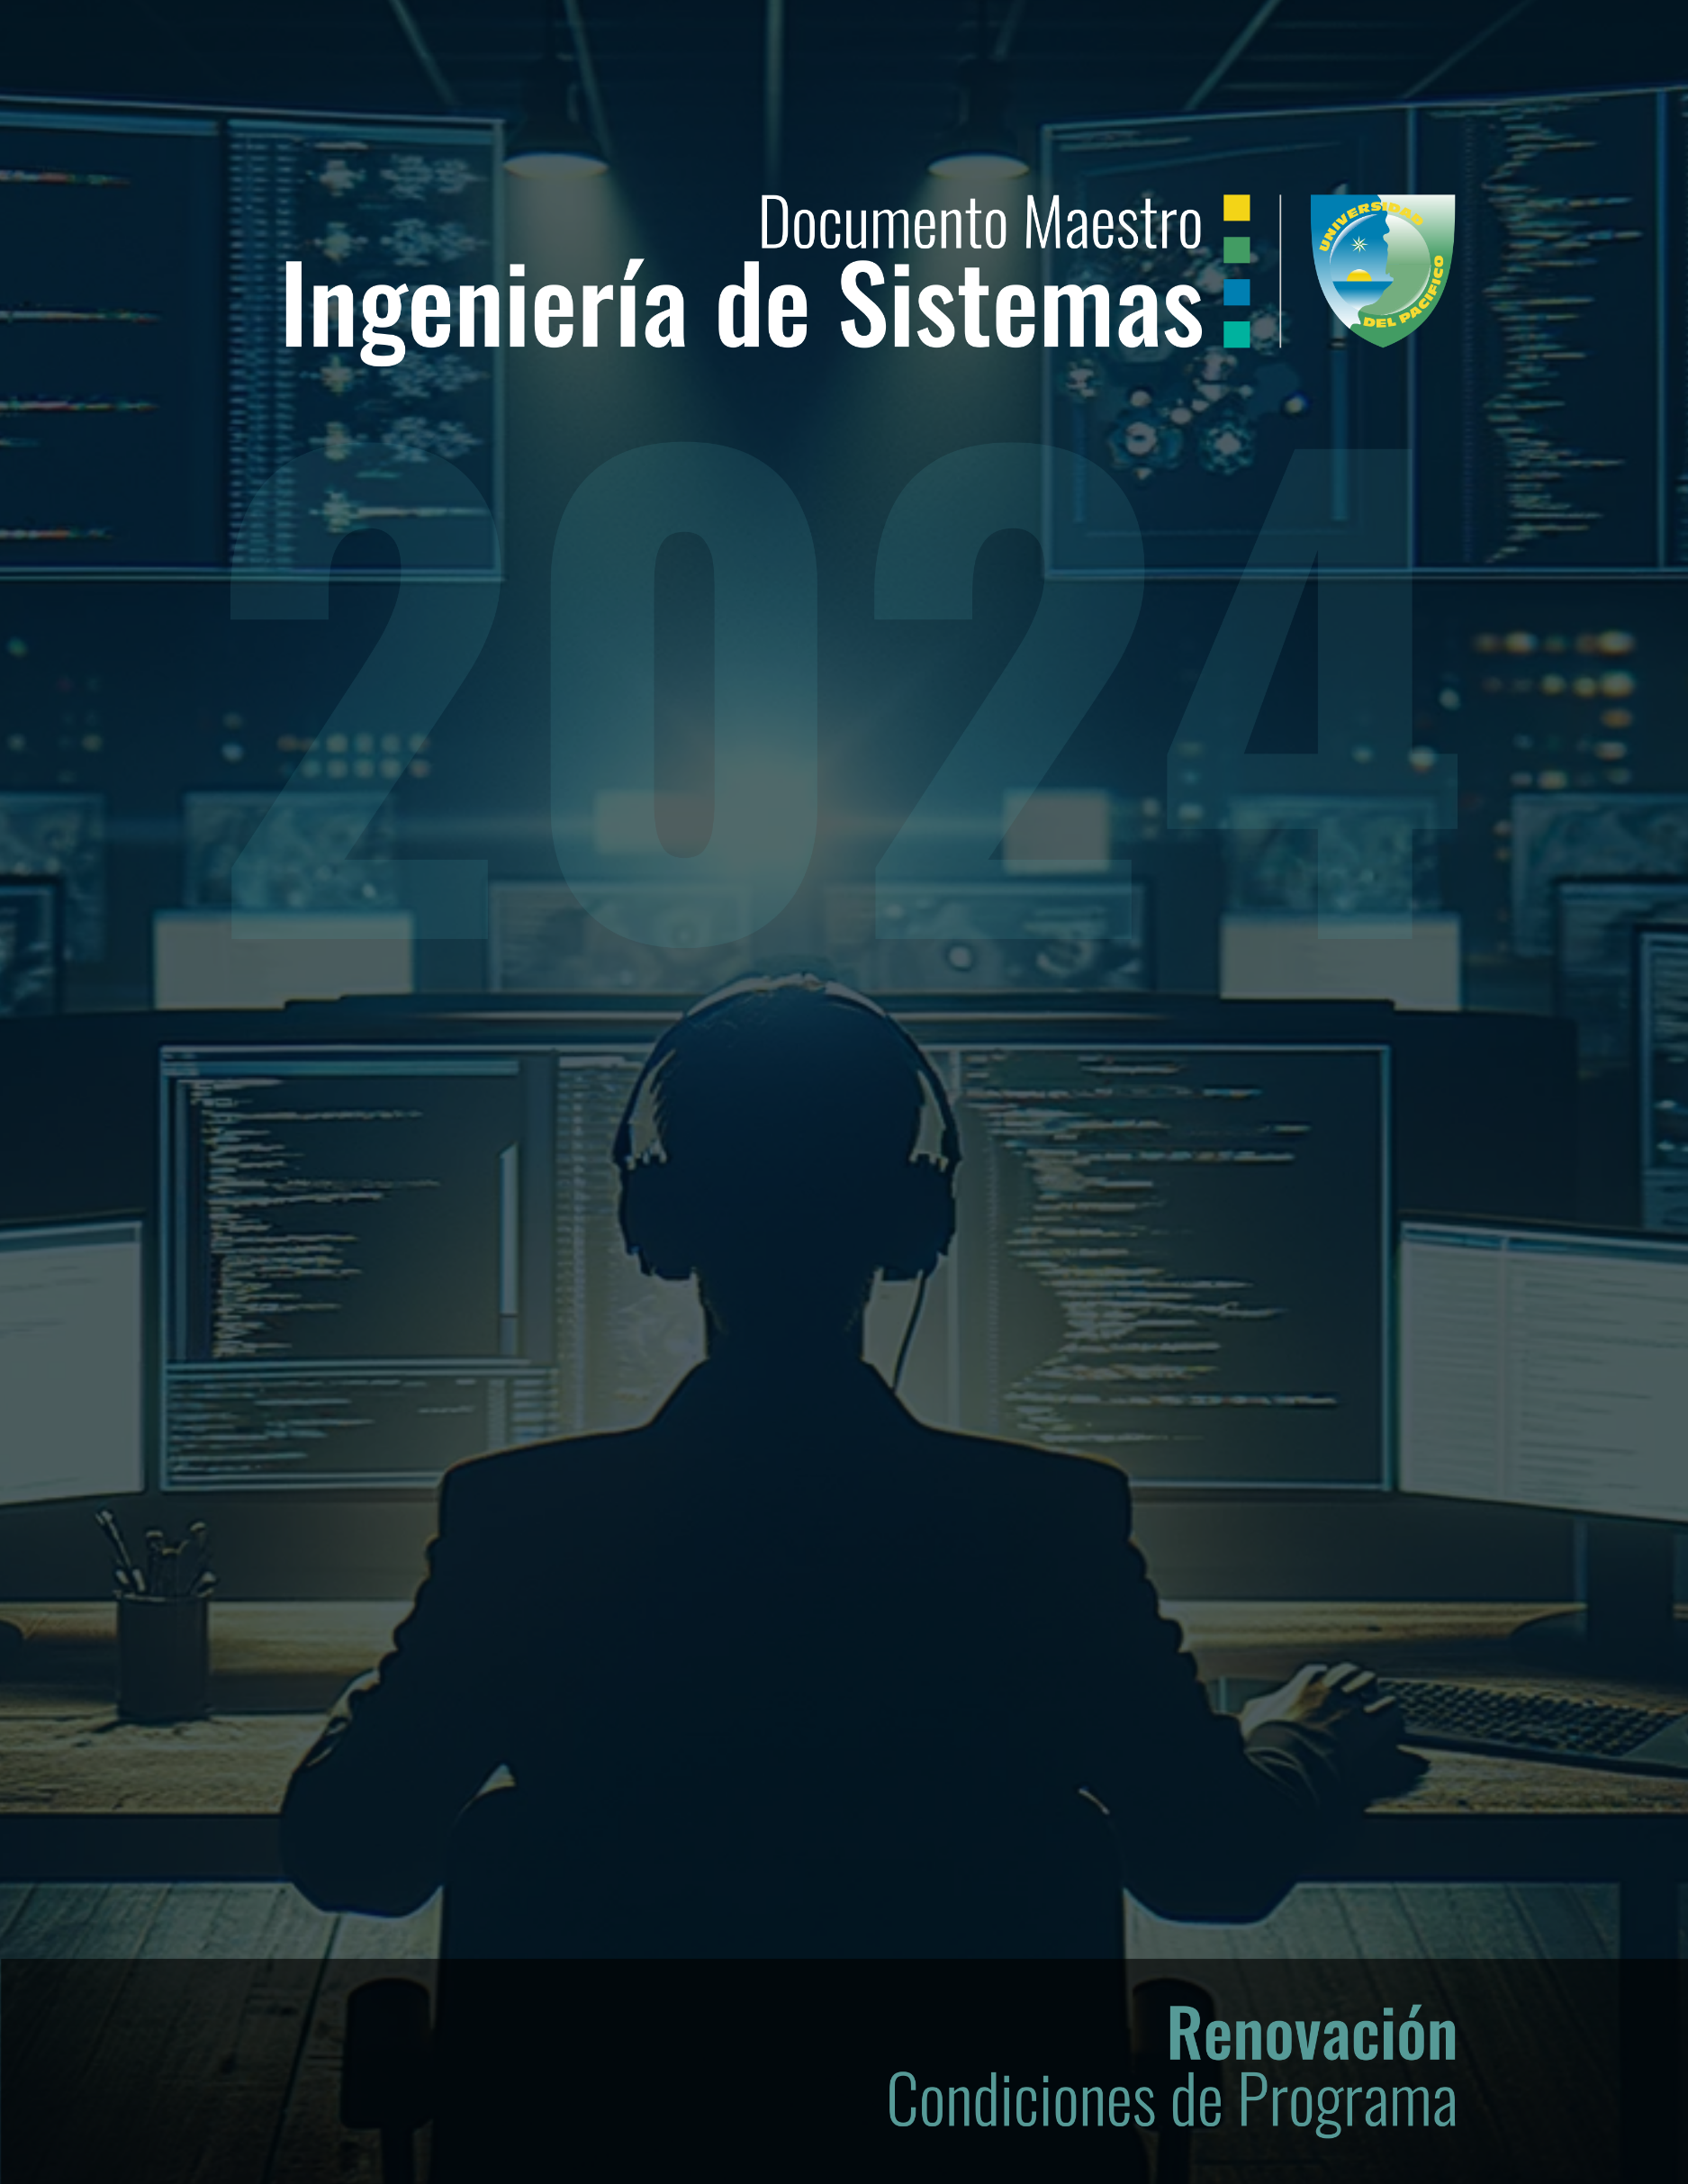 Documento Maestro
Ingeniería de Sistemas
UNIVERSIDAD
DEL PACIFICO
2024
Renovación
Condiciones de Programa